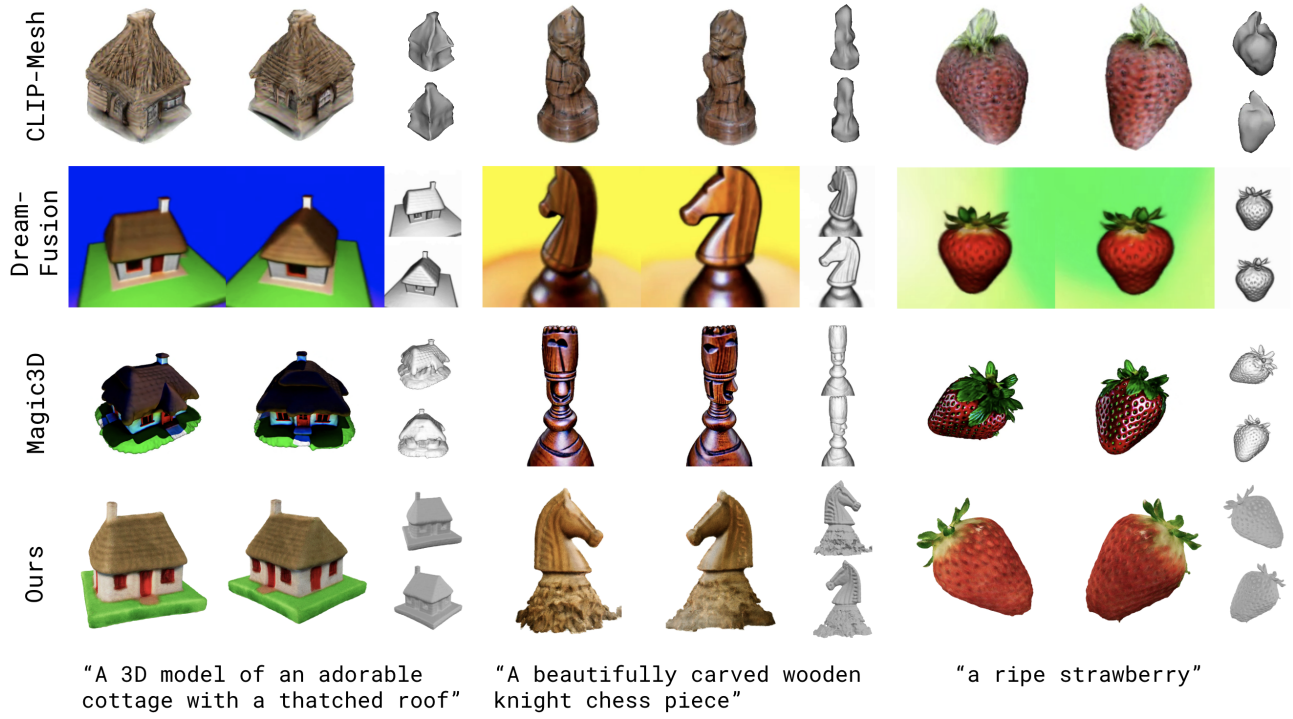 CLIP-Mesh
Dream-
Fusion
Magic3D
Ours
“A 3D model of an adorable
cottage with a thatched roof”
“A beautifully carved wooden
knight chess piece”
“a ripe strawberry”